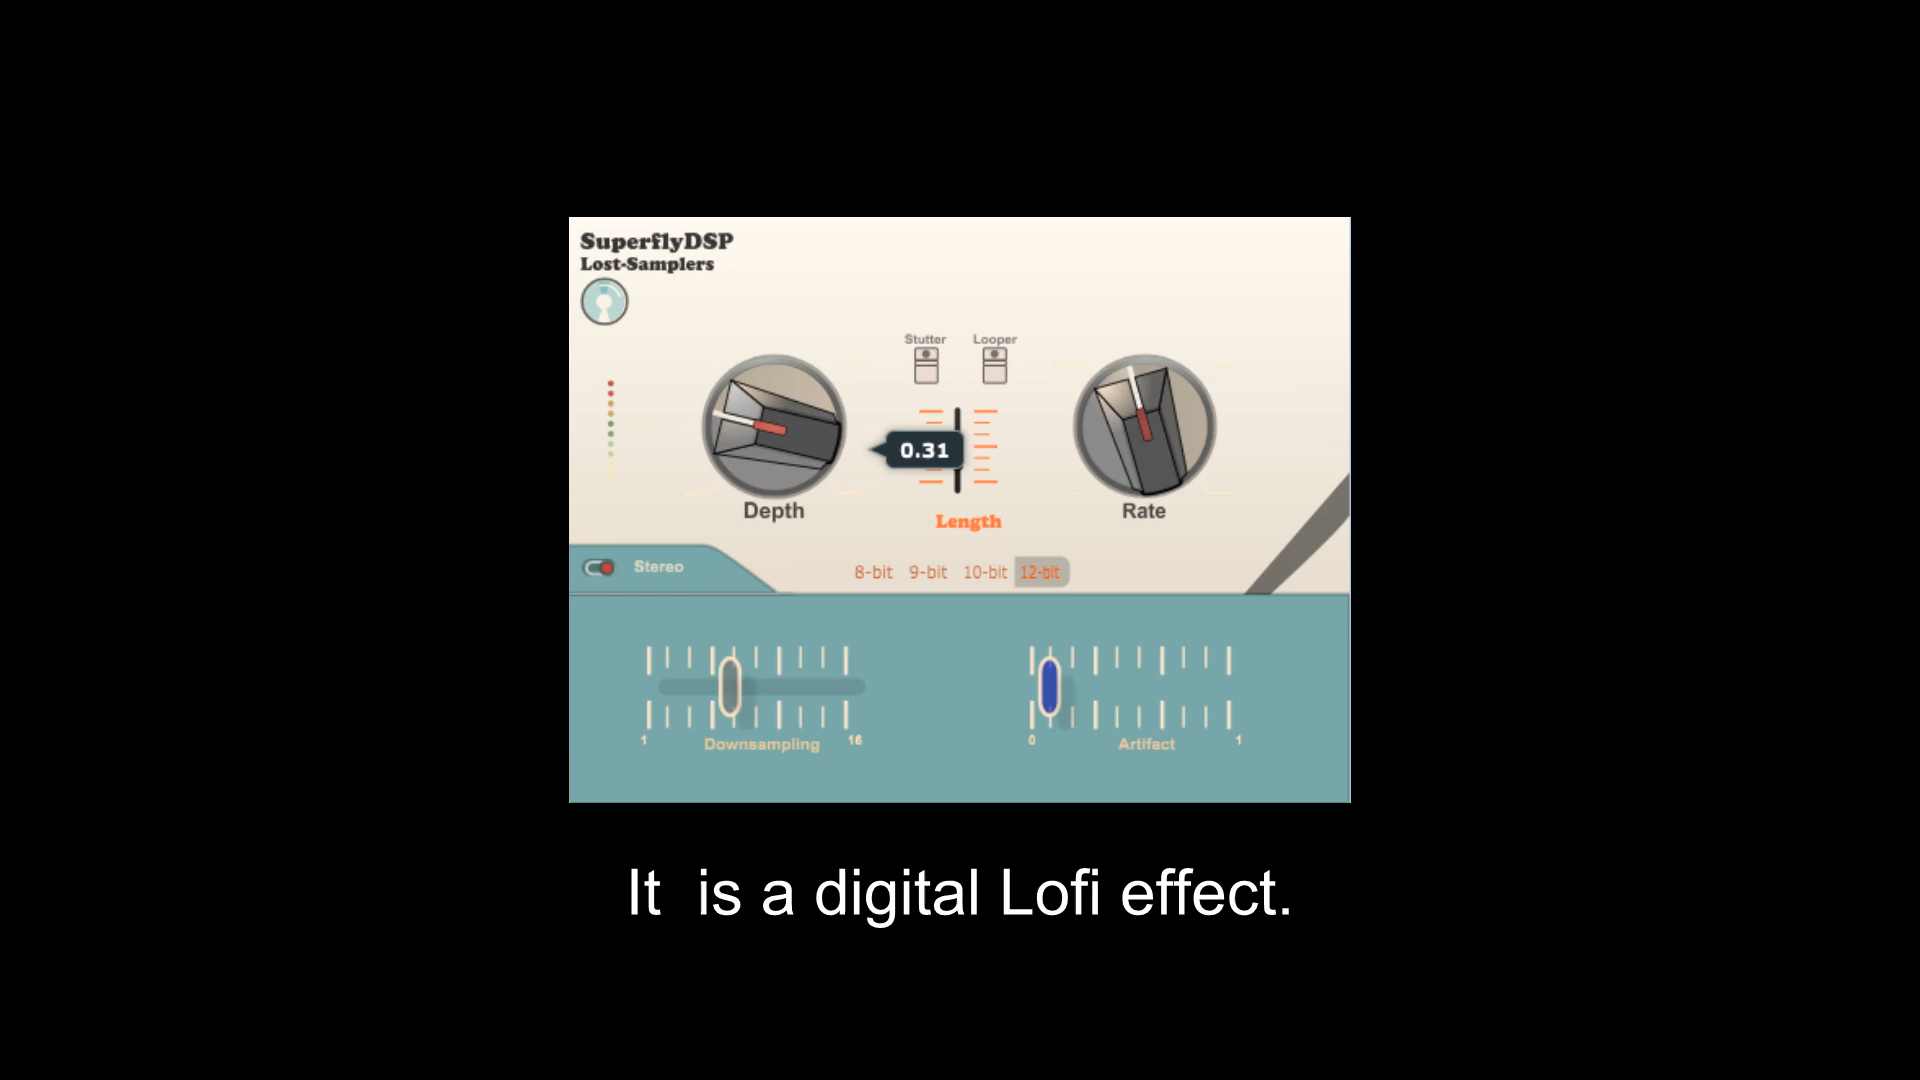 SuperflyDSP
Lost-Samplers
Stutter Looper
0.31
Depth
Length
Rate
Stereo
8-bit 9-bit 10-bit 12-bit
1 Downsampling 16
0 Artifact 1
It  is a digital Lofi effect.